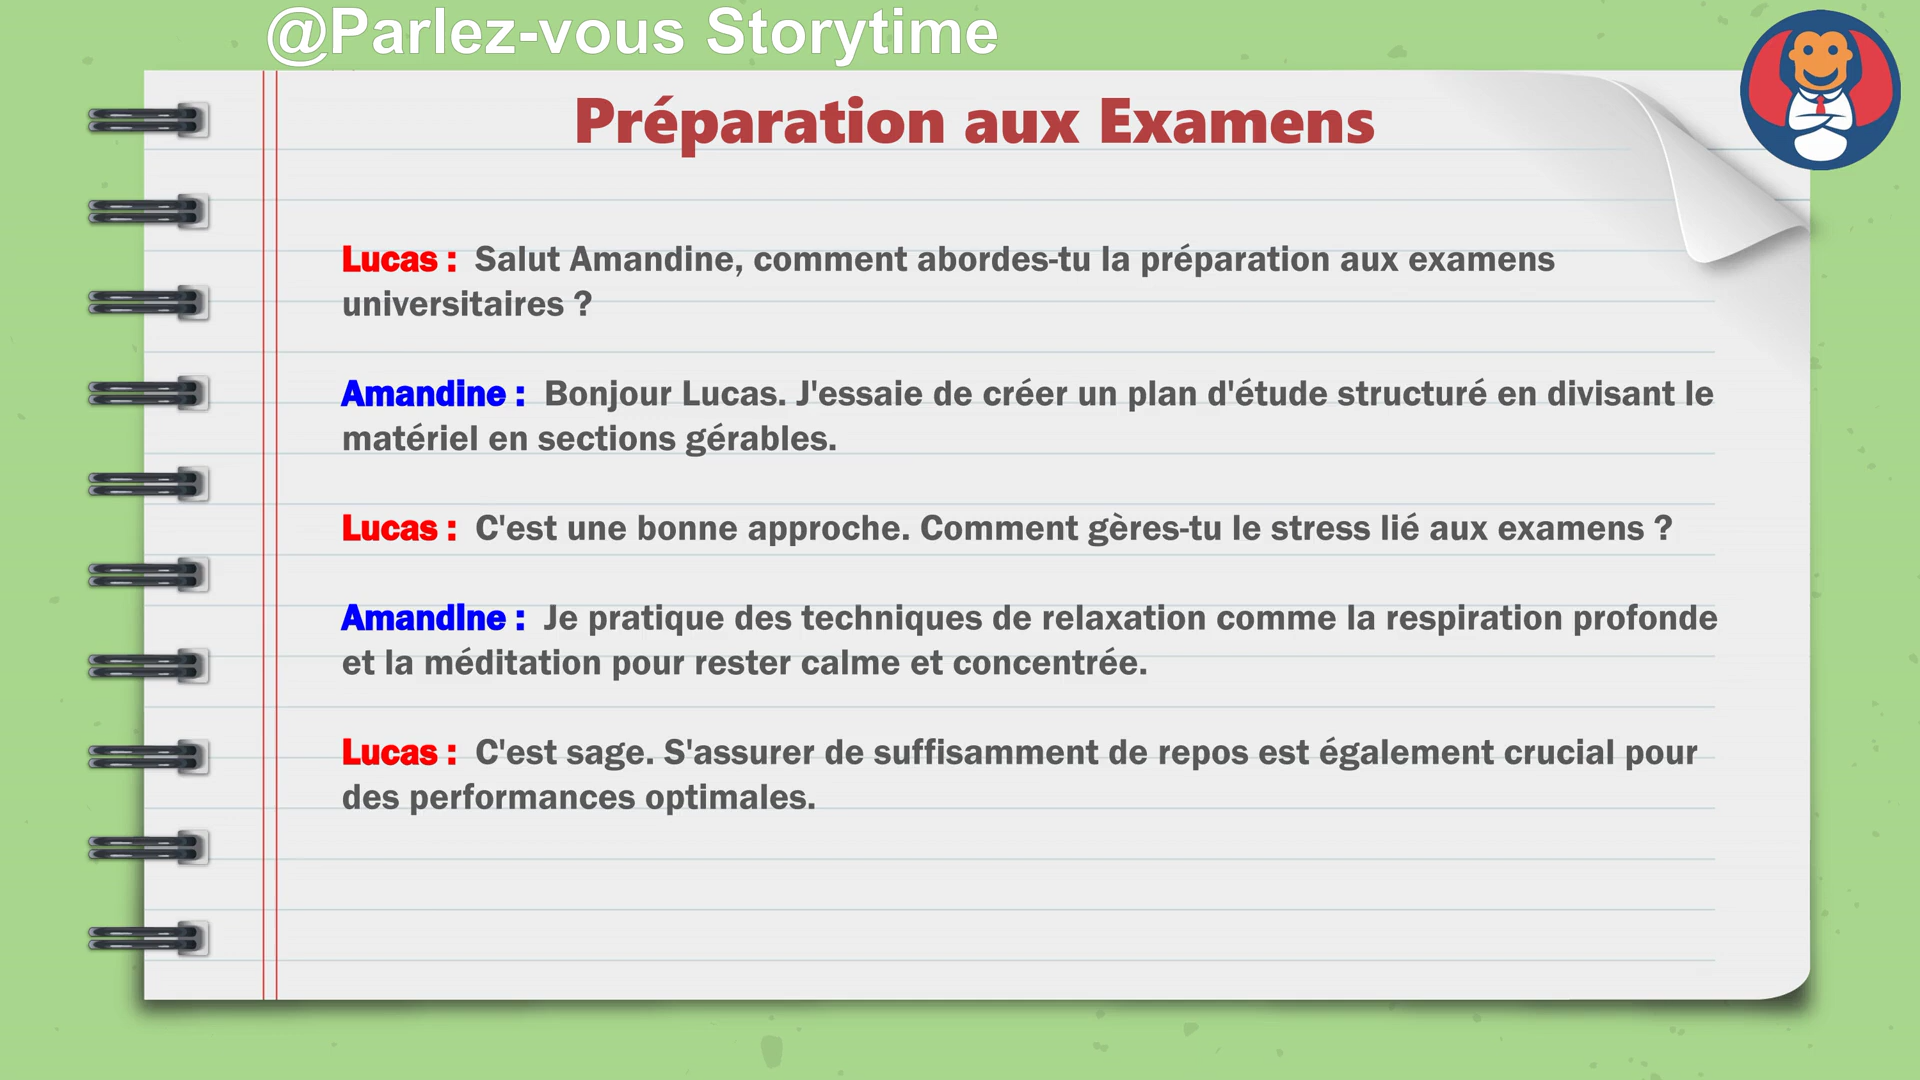 @Parlez-vous Storytime
Préparation aux Examens
Lucas : Salut Amandine, comment abordes-tu la préparation aux examens
universitaires ?
Amandine : Bonjour Lucas. J'essaie de créer un plan d'étude structuré en divisant le
matériel en sections gérables.
Lucas : C'est une bonne approche. Comment gères-tu le stress lié aux examens ?
Amandine : Je pratique des techniques de relaxation comme la respiration profonde
et la méditation pour rester calme et concentrée.
Lucas : C'est sage. S'assurer de suffisamment de repos est également crucial pour
des performances optimales.